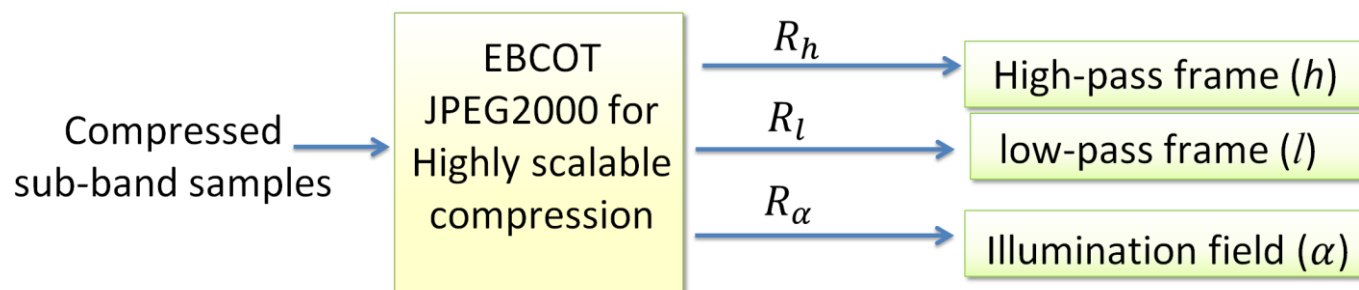 Compressed
sub-band samples
EBCOT
JPEG2000 for
Highly scalable
compression
R_h
R_l
R_α
High-pass frame (h)
low-pass frame (l)
Illumination field (α)